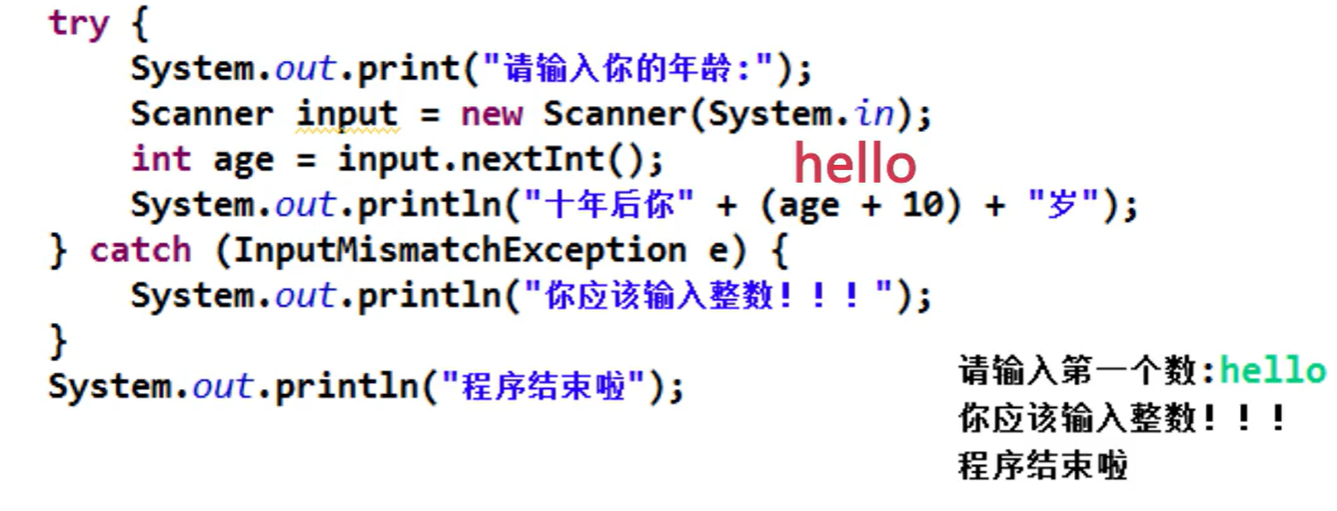 try {
System.out.print("请输入你的年龄:");
Scanner input = new Scanner(System.in);
int age = input.nextInt();
hello
System.out.println("十年后你" + (age + 10) + "岁");
} catch (InputMismatchException e) {
System.out.println("你应该输入整数！！！");
}
System.out.println("程序结束啦");
请输入第一个数:hello
你应该输入整数！！！
程序结束啦